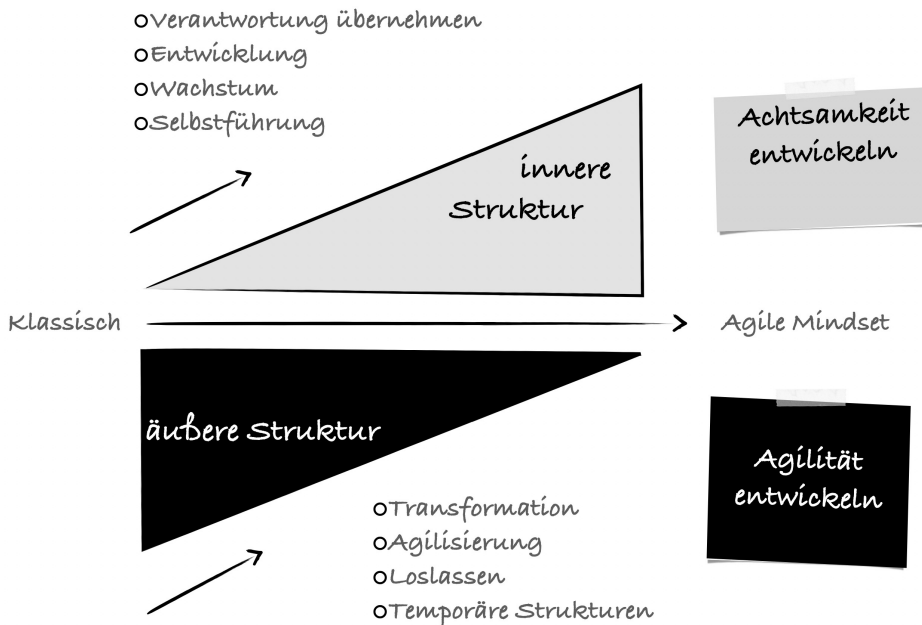 Verantwortung übernehmen
Entwicklung
Wachstum
Selbstführung
innere
Struktur
Achtsamkeit
entwickeln
Klassisch
Agile Mindset
äußere Struktur
Agilität
entwickeln
Transformation
Agilisierung
Loslassen
Temporäre Strukturen